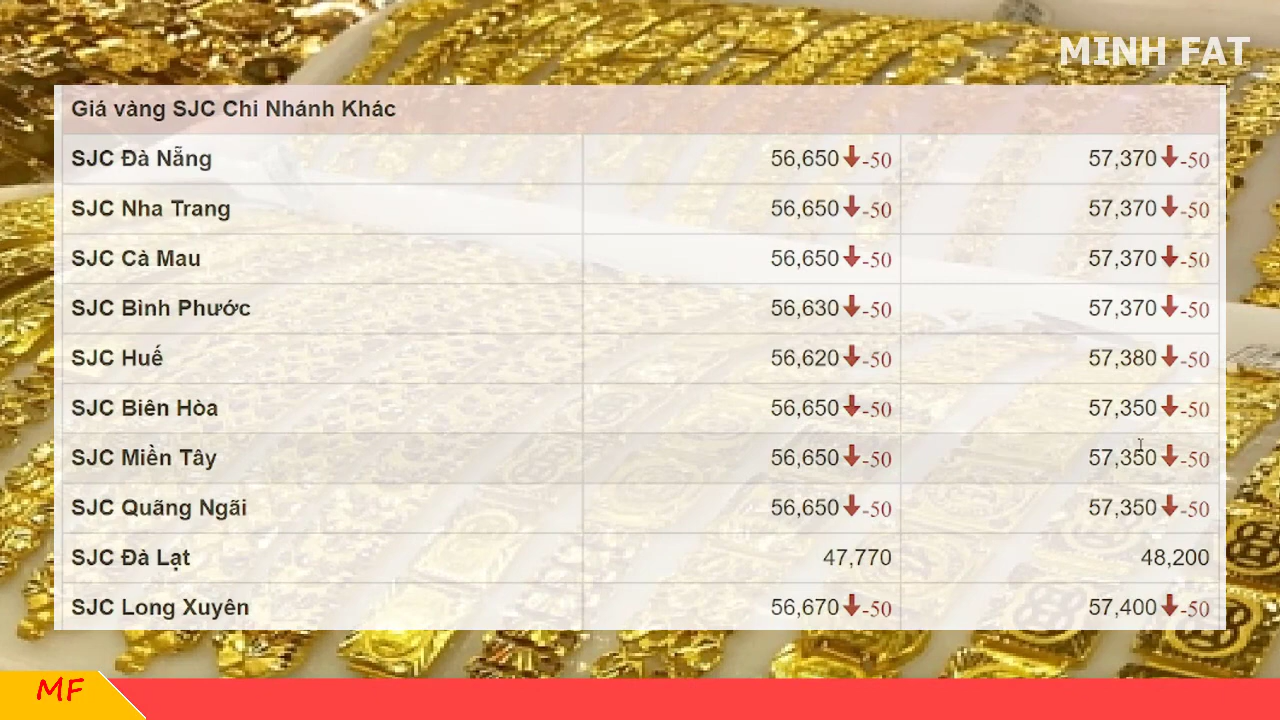 MINH FAT
Giá vàng SJC Chi Nhánh Khác
SJC Đà Nẵng 56,650 -50 57,370 -50
SJC Nha Trang 56,650 -50 57,370 -50
SJC Cà Mau 56,650 -50 57,370 -50
SJC Bình Phước 56,630 -50 57,370 -50
SJC Huế 56,620 -50 57,380 -50
SJC Biên Hòa 56,650 -50 57,350 -50
SJC Miền Tây 56,650 -50 57,350 -50
SJC Quãng Ngãi 56,650 -50 57,350 -50
SJC Đà Lạt 47,770 48,200
SJC Long Xuyên 56,670 -50 57,400 -50
MF